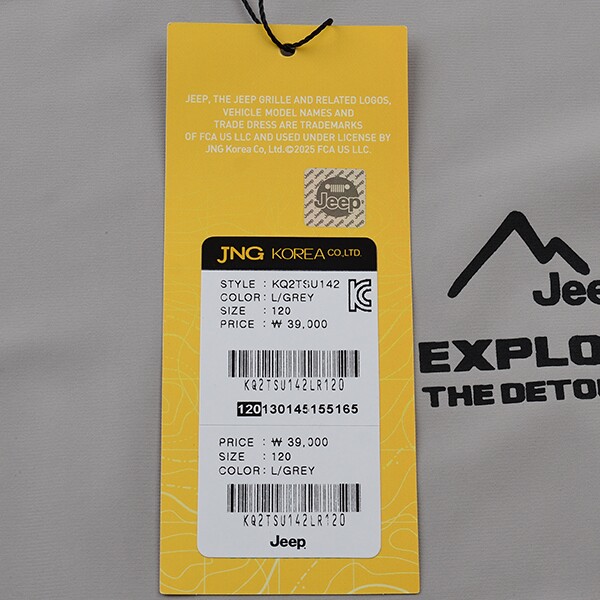 JEEP, THE JEEP GRILLE AND RELATED LOGOS,
VEHICLE MODEL NAMES AND
TRADE DRESS ARE TRADEMARKS
OF FCA US LLC AND USED UNDER LICENSE BY
JNG Korea Co, Ltd.©2025 FCA US LLC.
Jeep
JNG KOREA CO.,LTD.
STYLE : KQ2TSU142
COLOR : L/GREY
SIZE : 120
PRICE : ₩ 39,000
KQ2TSU142LR120
120130145155165
PRICE : ₩ 39,000
SIZE : 120
COLOR : L/GREY
KQ2TSU142LR120
Jeep
Jee
EXPLO
THE DETOU